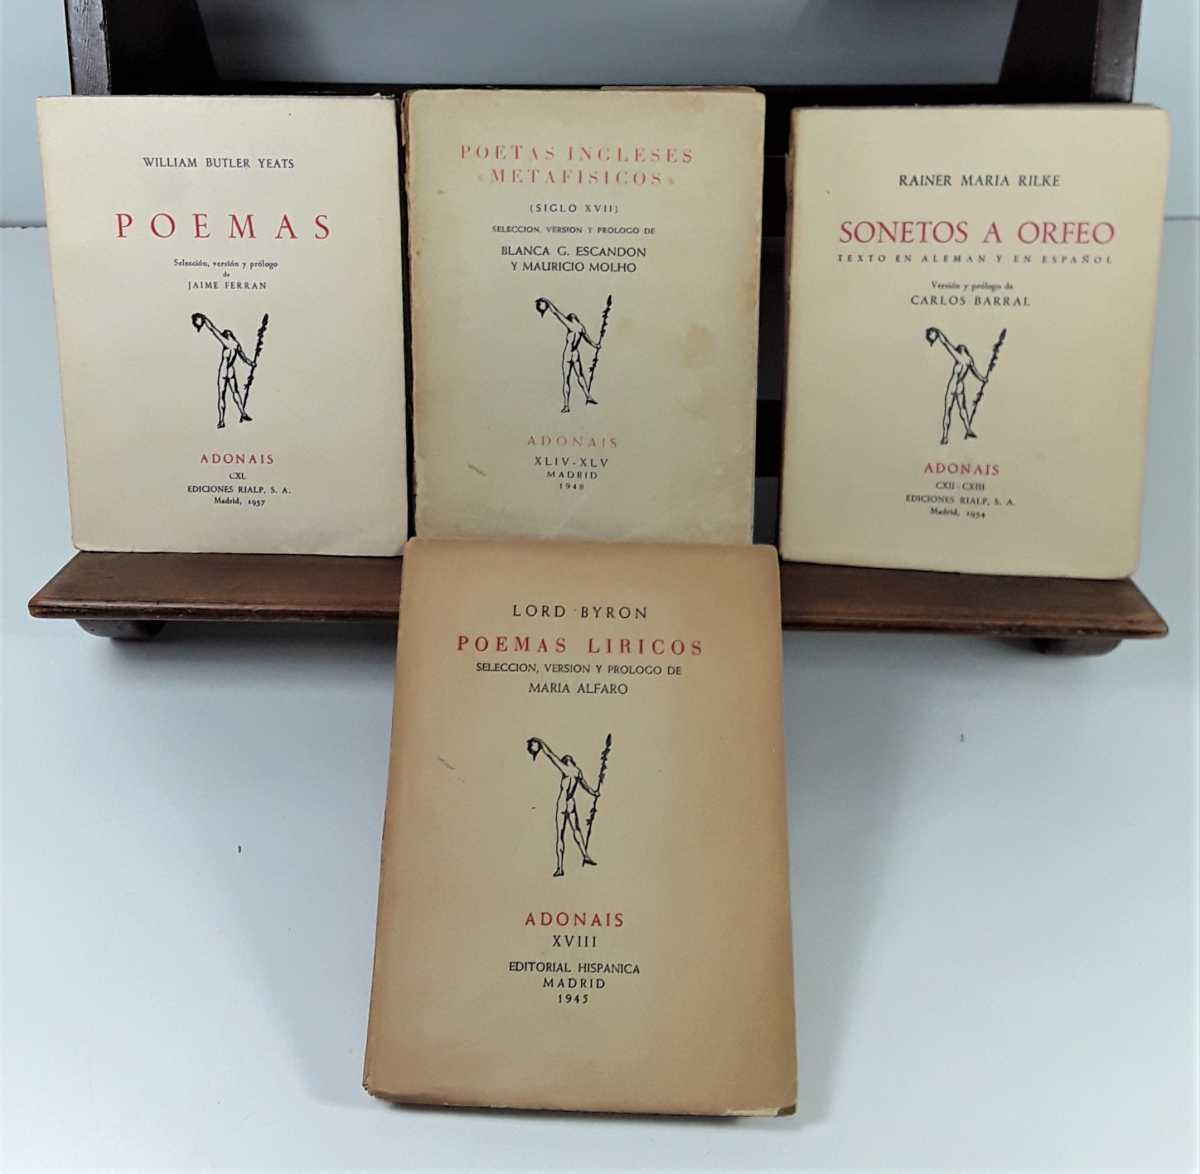 WILLIAM BUTLER YEATS
POEMAS
Selección, versión y prólogo
de
JAIME FERRAN
ADONAIS
CXL
EDICIONES RIALP, S. A.
Madrid, 1957
POETAS INGLESES
«METAFISICOS»
(SIGLO XVII)
SELECCION, VERSION Y PROLOGO DE
BLANCA G. ESCANDON
Y MAURICIO MOLHO
ADONAIS
XLIV-XLV
MADRID
1948
RAINER MARIA RILKE
SONETOS A ORFEO
TEXTO EN ALEMAN Y EN ESPAÑOL
Versión y prólogo de
CARLOS BARRAL
ADONAIS
CXII-CXIII
EDICIONES RIALP, S. A.
Madrid, 1954
LORD BYRON
POEMAS LIRICOS
SELECCION, VERSION Y PROLOGO DE
MARIA ALFARO
ADONAIS
XVIII
EDITORIAL HISPANICA
MADRID
1945